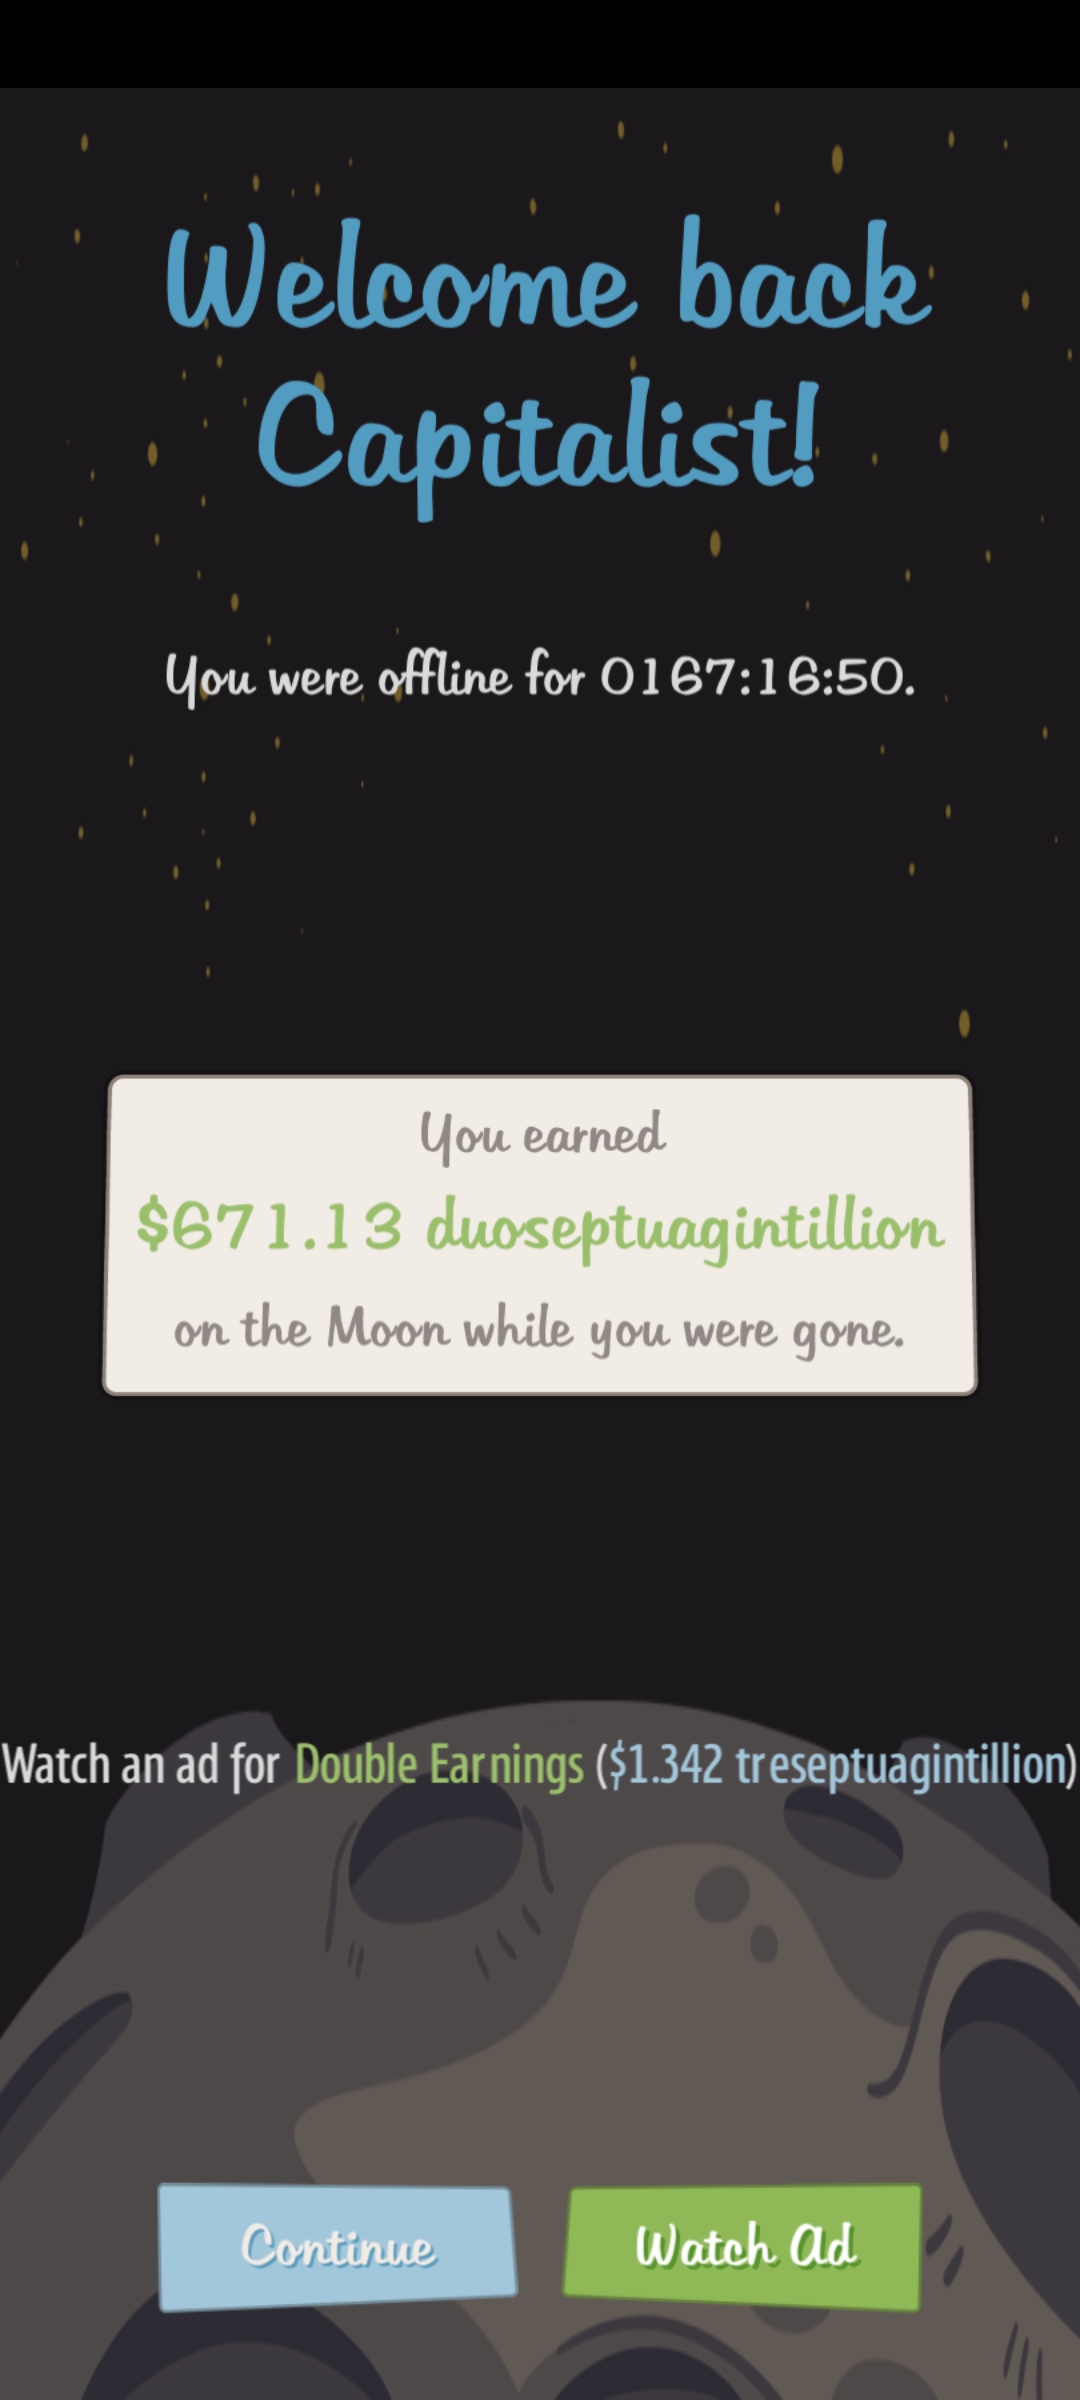 Welcome back
Capitalist!
You were offline for 0167:16:50.
You earned
$671.13 duoseptuagintillion
on the Moon while you were gone.
Watch an ad for Double Earnings ($1.342 treseptuagintillion)
Continue
Watch Ad